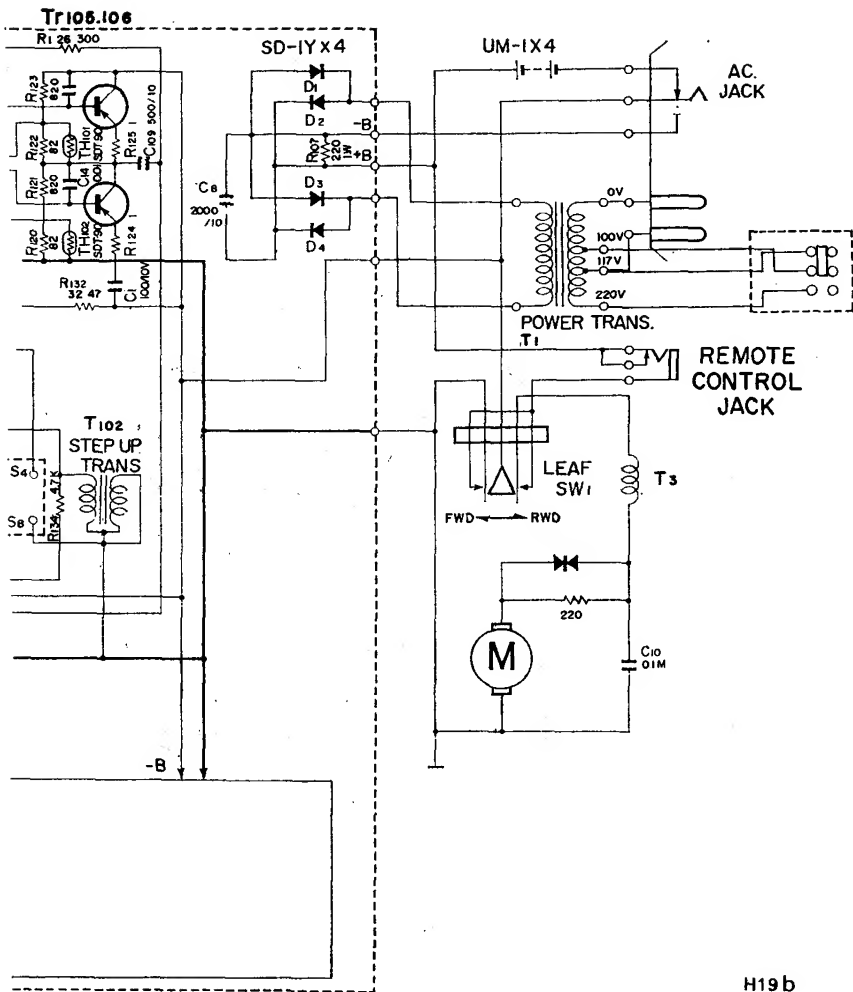 Tr105.106
R126 300
SD-1Y X 4
UM-1X4
AC.
JACK
R123
820
D1
D2
-B
C109 500/10
R125 1
TH101
SDT90
R122
82
R107
220
1W
+B
R121
820
C14
D3
C8
2000
/10
D4
R120
82
TH102
SDT90
R124 1
0V
100V
117V
220V
R132
32 47
C1
100/10V
POWER TRANS.
T1
REMOTE
CONTROL
JACK
T102
STEP UP
TRANS
S4
S8
R134
4.7K
LEAF
SW1
T3
FWD
RWD
220
M
C10
01M
-B
H19b